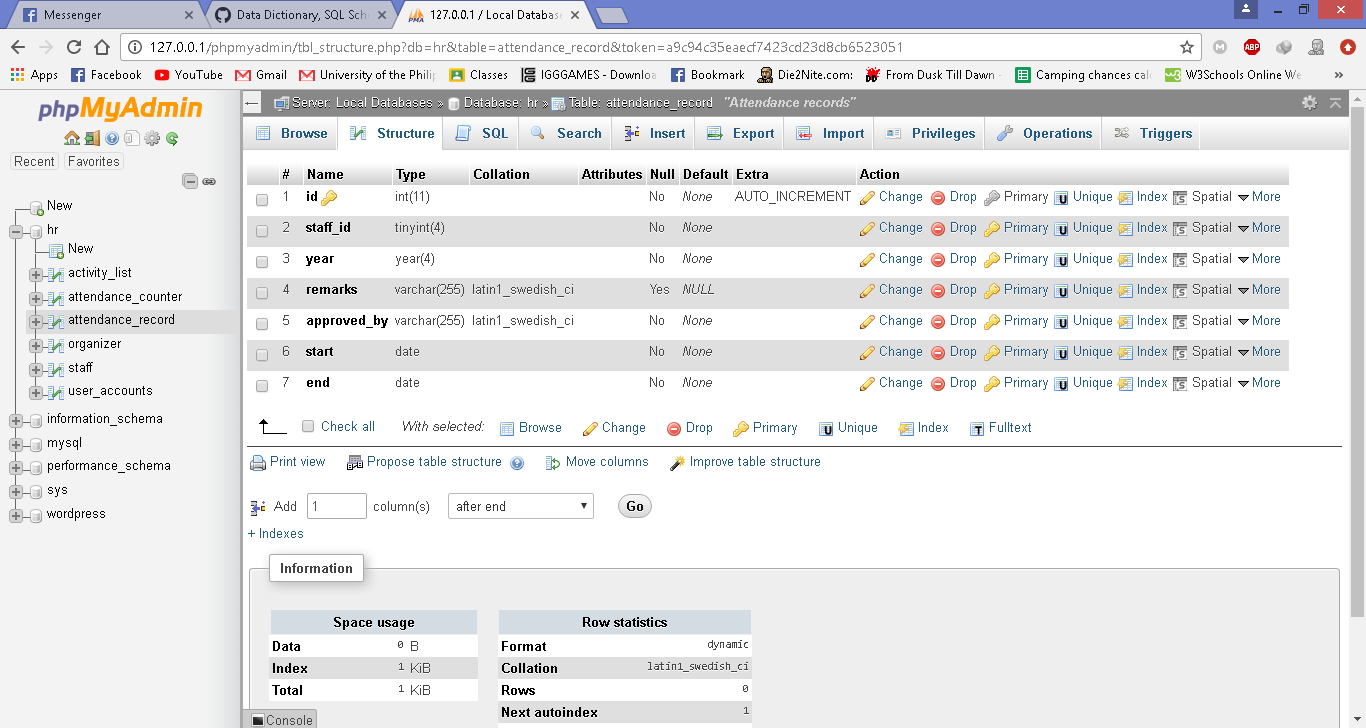 Messenger
Data Dictionary, SQL Sch
127.0.0.1 / Local Databas
127.0.0.1/phpmyadmin/tbl_structure.php?db=hr&table=attendance_record&token=a9c94c35eaecf7423cd23d8cb6523051
Apps Facebook YouTube Gmail University of the Philip Classes IGGGAMES - Downloa Bookmark Die2Nite.com: From Dusk Till Dawn - Camping chances calc W3Schools Online We »
phpMyAdmin
Recent Favorites
New
hr
New
activity_list
attendance_counter
attendance_record
organizer
staff
user_accounts
information_schema
mysql
performance_schema
sys
wordpress
Server: Local Databases » Database: hr » Table: attendance_record "Attendance records"
Browse Structure SQL Search Insert Export Import Privileges Operations Triggers
# Name Type Collation Attributes Null Default Extra Action
1 id int(11) No None AUTO_INCREMENT Change Drop Primary Unique Index Spatial More
2 staff_id tinyint(4) No None Change Drop Primary Unique Index Spatial More
3 year year(4) No None Change Drop Primary Unique Index Spatial More
4 remarks varchar(255) latin1_swedish_ci Yes NULL Change Drop Primary Unique Index Spatial More
5 approved_by varchar(255) latin1_swedish_ci No None Change Drop Primary Unique Index Spatial More
6 start date No None Change Drop Primary Unique Index Spatial More
7 end date No None Change Drop Primary Unique Index Spatial More
Check all With selected: Browse Change Drop Primary Unique Index Fulltext
Print view Propose table structure Move columns Improve table structure
Add 1 column(s) after end Go
+ Indexes
Information
Space usage
Data 0 B
Index 1 KiB
Total 1 KiB
Row statistics
Format dynamic
Collation latin1_swedish_ci
Rows 0
Next autoindex 1
Console